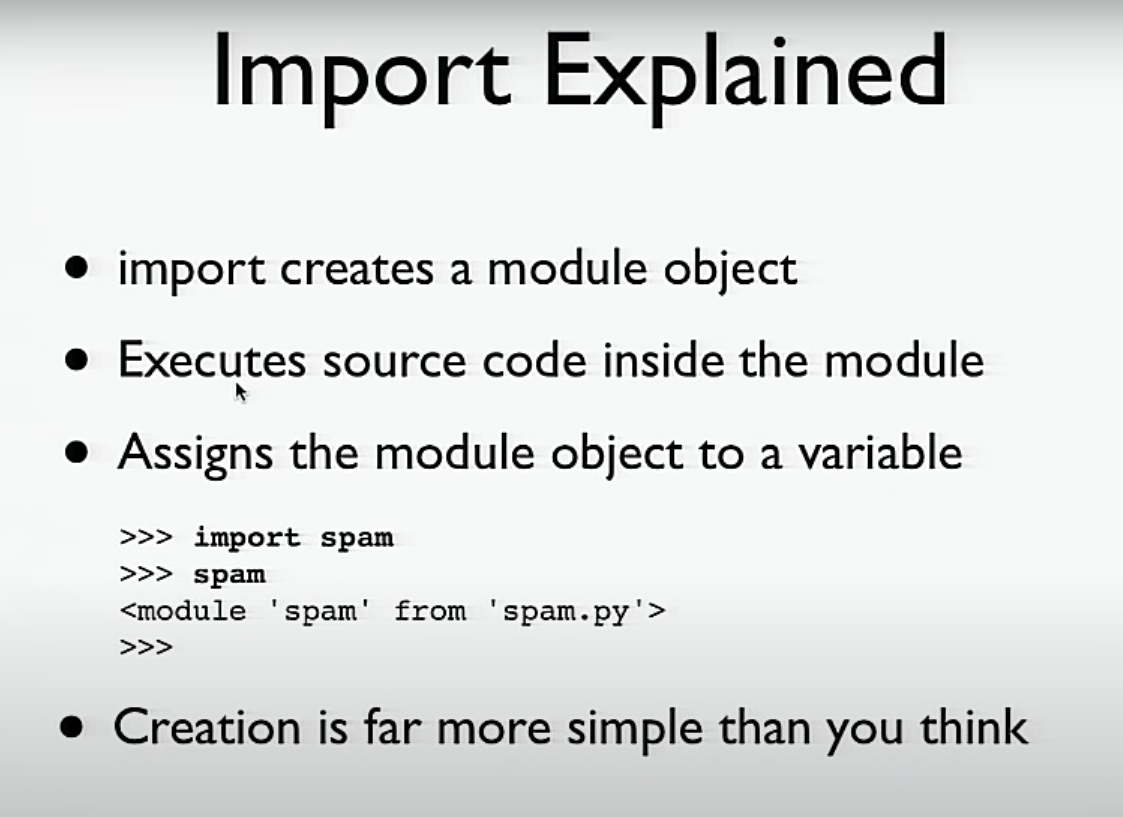 Import Explained
• import creates a module object
• Executes source code inside the module
• Assigns the module object to a variable
>>> import spam
>>> spam
<module 'spam' from 'spam.py'>
>>>
• Creation is far more simple than you think